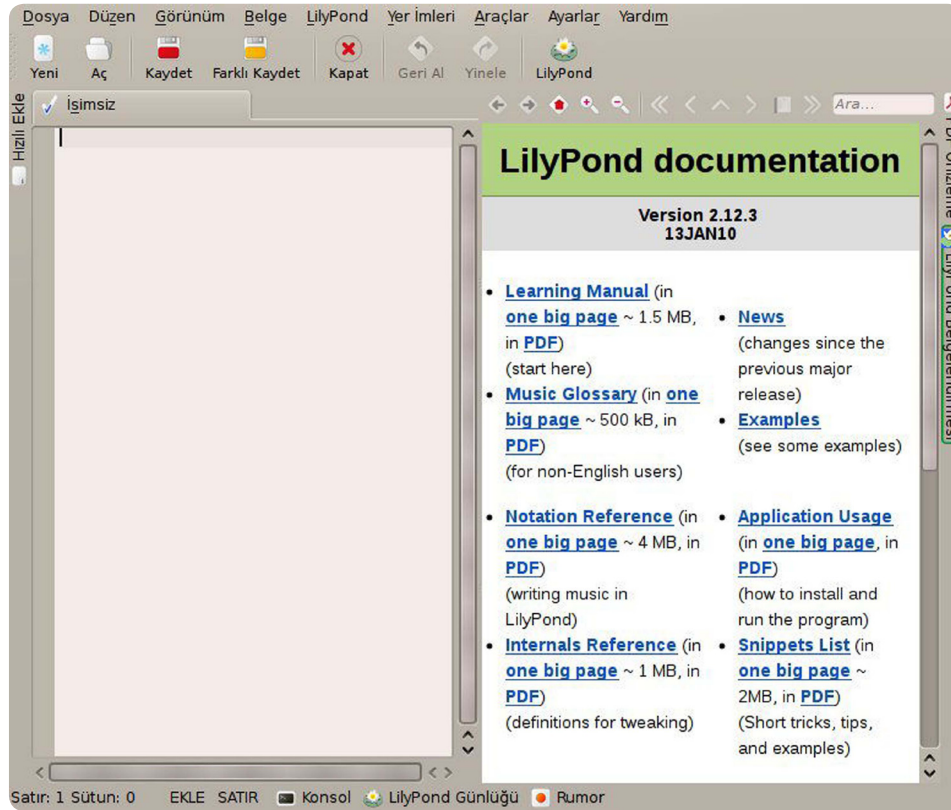 Dosya Düzen Görünüm Belge LilyPond Yer İmleri Araçlar Ayarlar Yardım
Yeni Aç Kaydet Farklı Kaydet Kapat Geri Al Yinele LilyPond
Hızlı Ekle
İsimsiz
Ara...
LilyPond documentation
Version 2.12.3
13JAN10
Learning Manual (in
one big page ~ 1.5 MB,
in PDF)
(start here)
Music Glossary (in one
big page ~ 500 kB, in
PDF)
(for non-English users)
News
(changes since the
previous major
release)
Examples
(see some examples)
Notation Reference (in
one big page ~ 4 MB, in
PDF)
(writing music in
LilyPond)
Internals Reference (in
one big page ~ 1 MB, in
PDF)
(definitions for tweaking)
Application Usage
(in one big page, in
PDF)
(how to install and
run the program)
Snippets List (in
one big page ~
2MB, in PDF)
(Short tricks, tips,
and examples)
PDF Önizleme
LilyPond Belgelendirmesi
Satır: 1 Sütun: 0 EKLE SATIR Konsol LilyPond Günlüğü Rumor